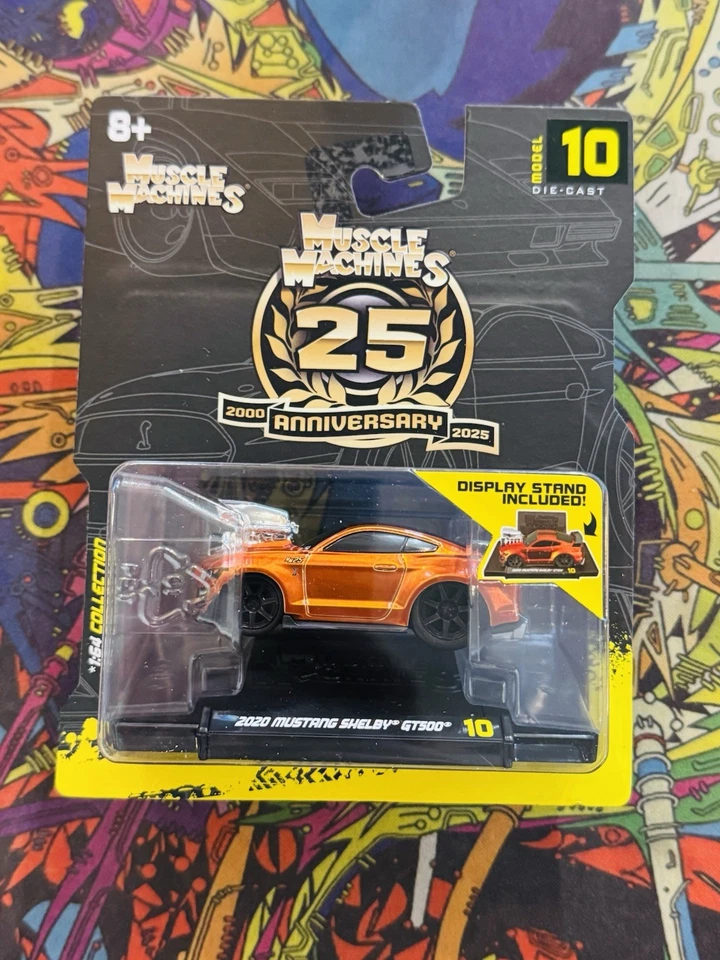 8+
MUSCLE
MACHINES®
MODEL
10
DIE-CAST
MUSCLE
MACHINES®
25
2000 ANNIVERSARY 2025
DISPLAY STAND
INCLUDED!
10
*1:64 COLLECTION
2020 MUSTANG SHELBY® GT500® 10